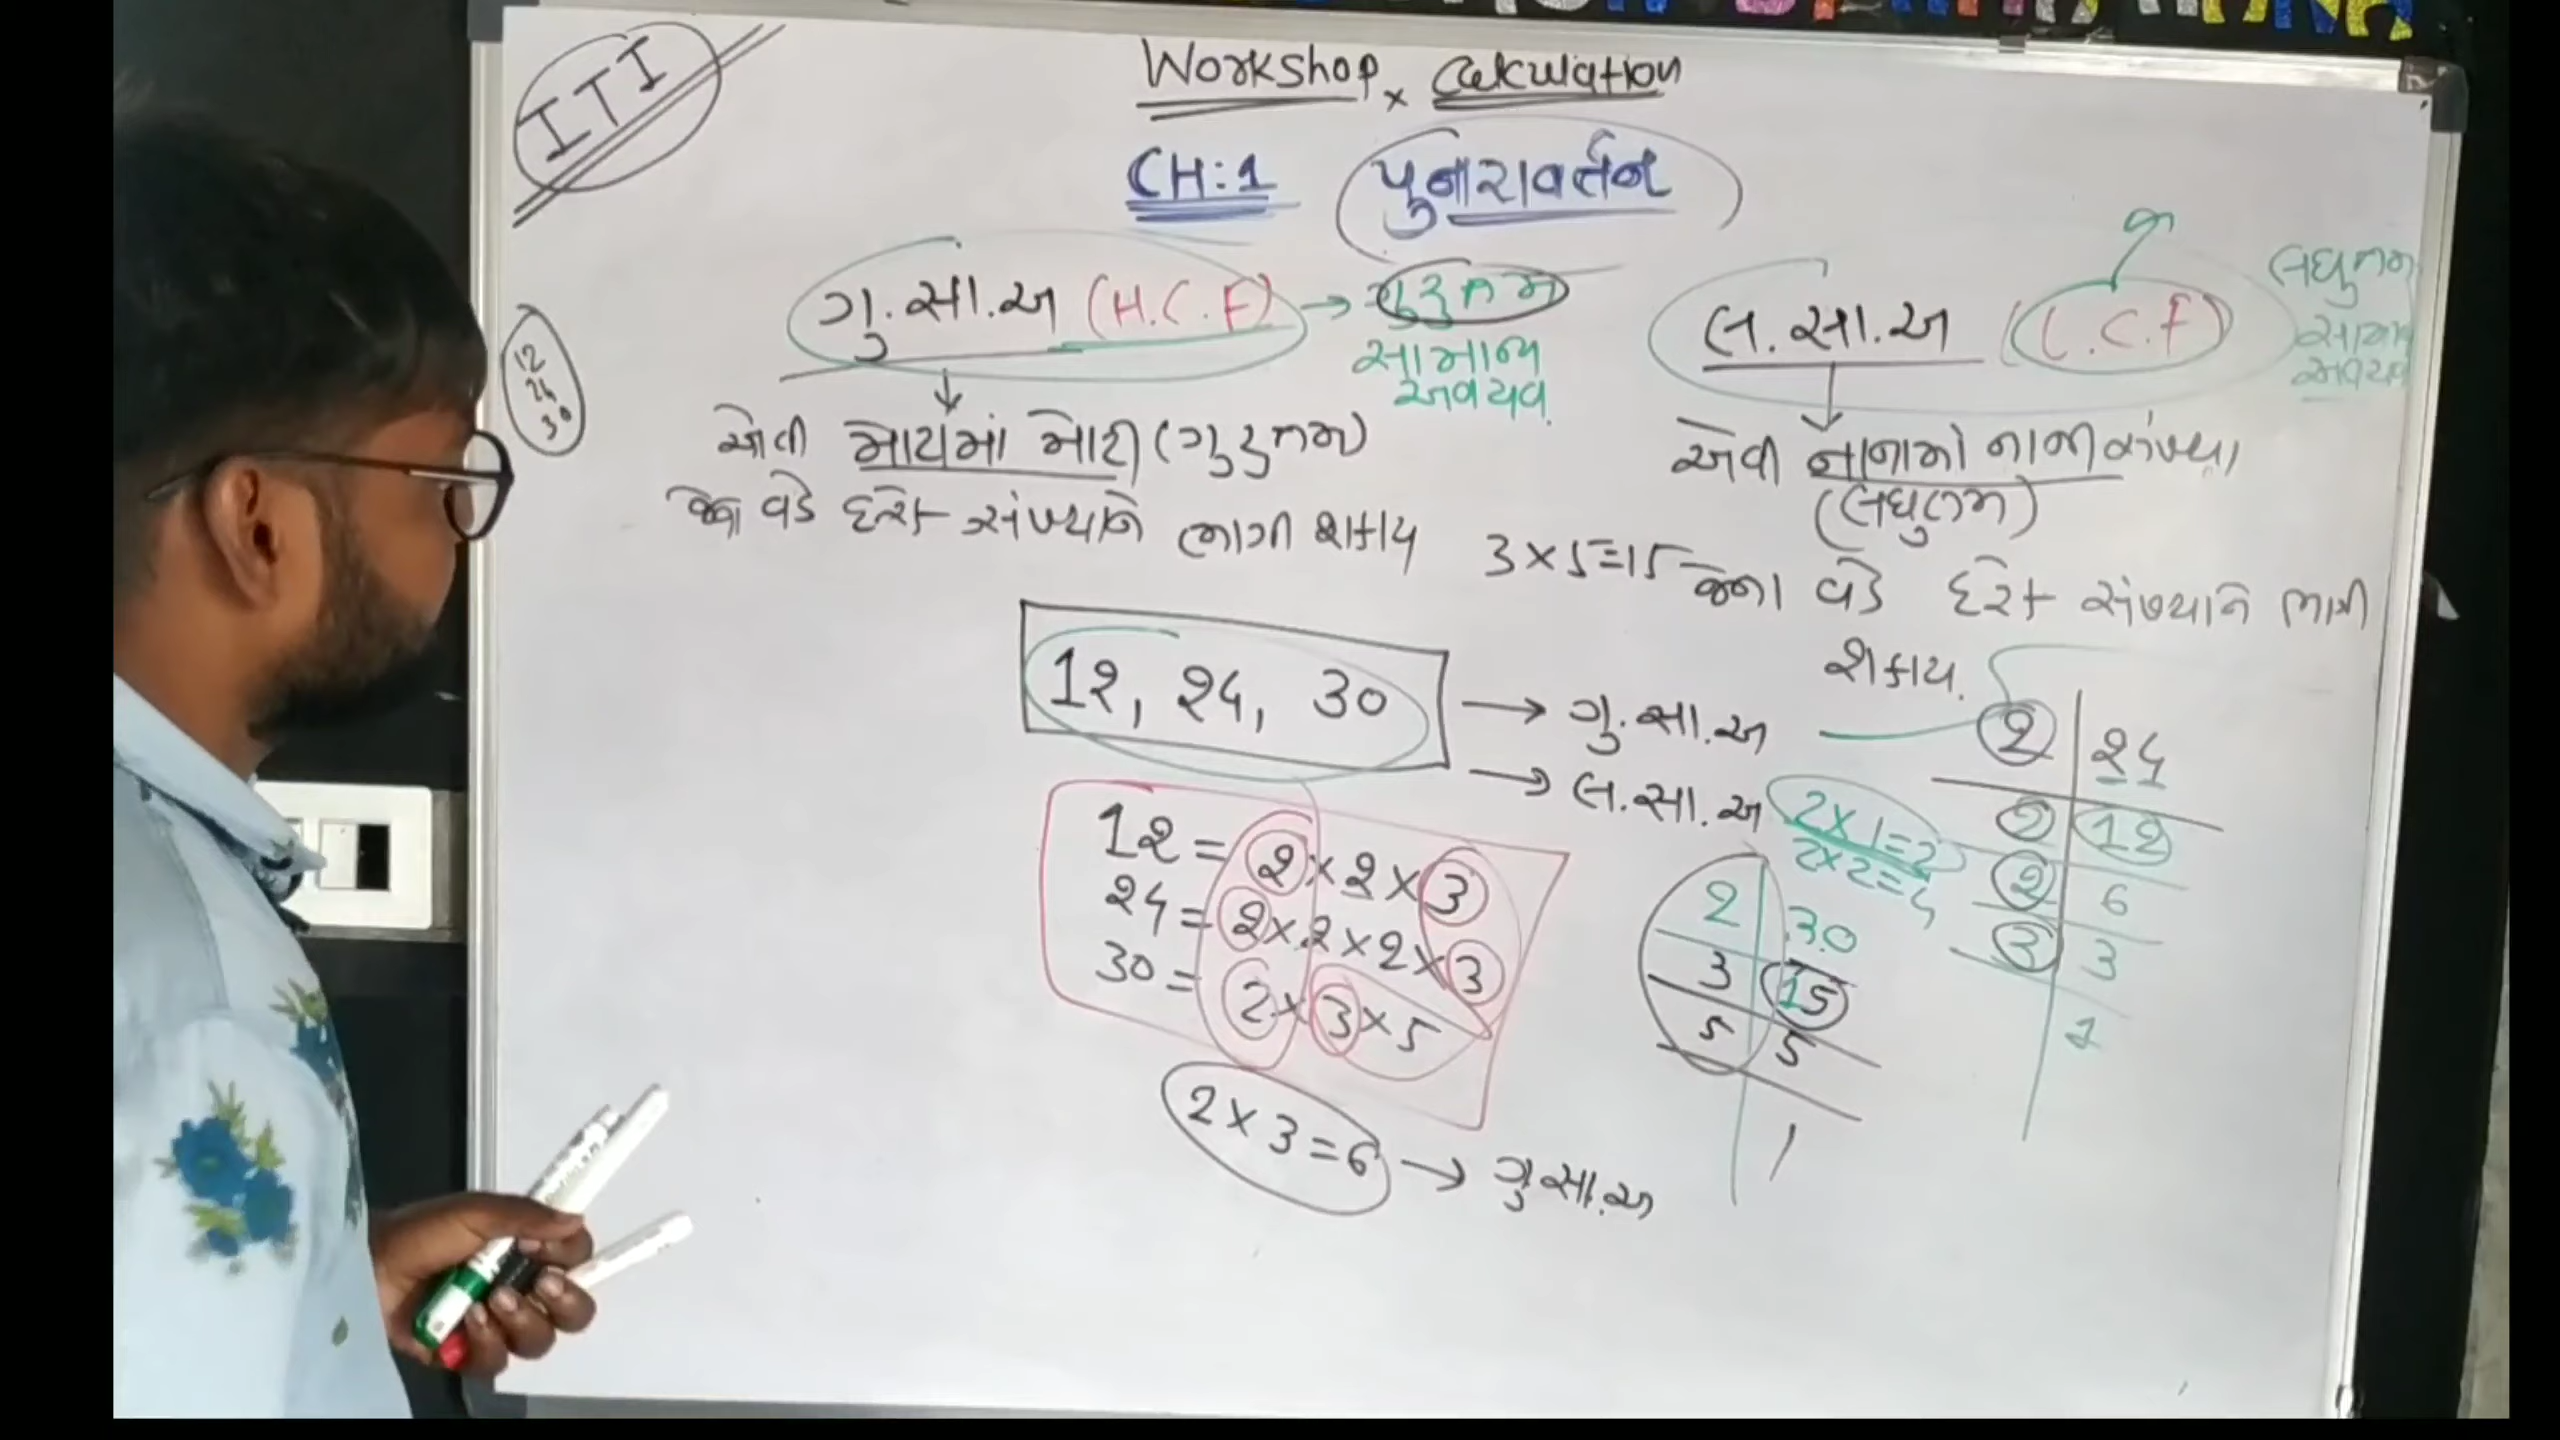 ITI
Workshop Calculation
CH:1 પુનરાવર્તન
ગુ.સા.અ (H.C.F) → ગુરુતમ
સામાન્ય
અવયવ
લ.સા.અ (L.C.F)
લઘુતમ
સામા
અવયવ
12
24
30
એવી મોટામાં મોટી (ગુરુતમ)
જેના વડે દરેક સંખ્યાને ભાગી શકાય
એવી નાનામાં નાની સંખ્યા
(લઘુતમ)
3×5=15
જેના વડે દરેક સંખ્યાને ભાગી
શકાય.
12, 24, 30 → ગુ.સા.અ
→ લ.સા.અ
2×1=2
2×2=4
12 = 2×2×3
24 = 2×2×2×3
30 = 2×3×5
2×3=6 → ગુસા.અ
2 30
3 15
5 5
1
2 24
2 12
2 6
3 3
1